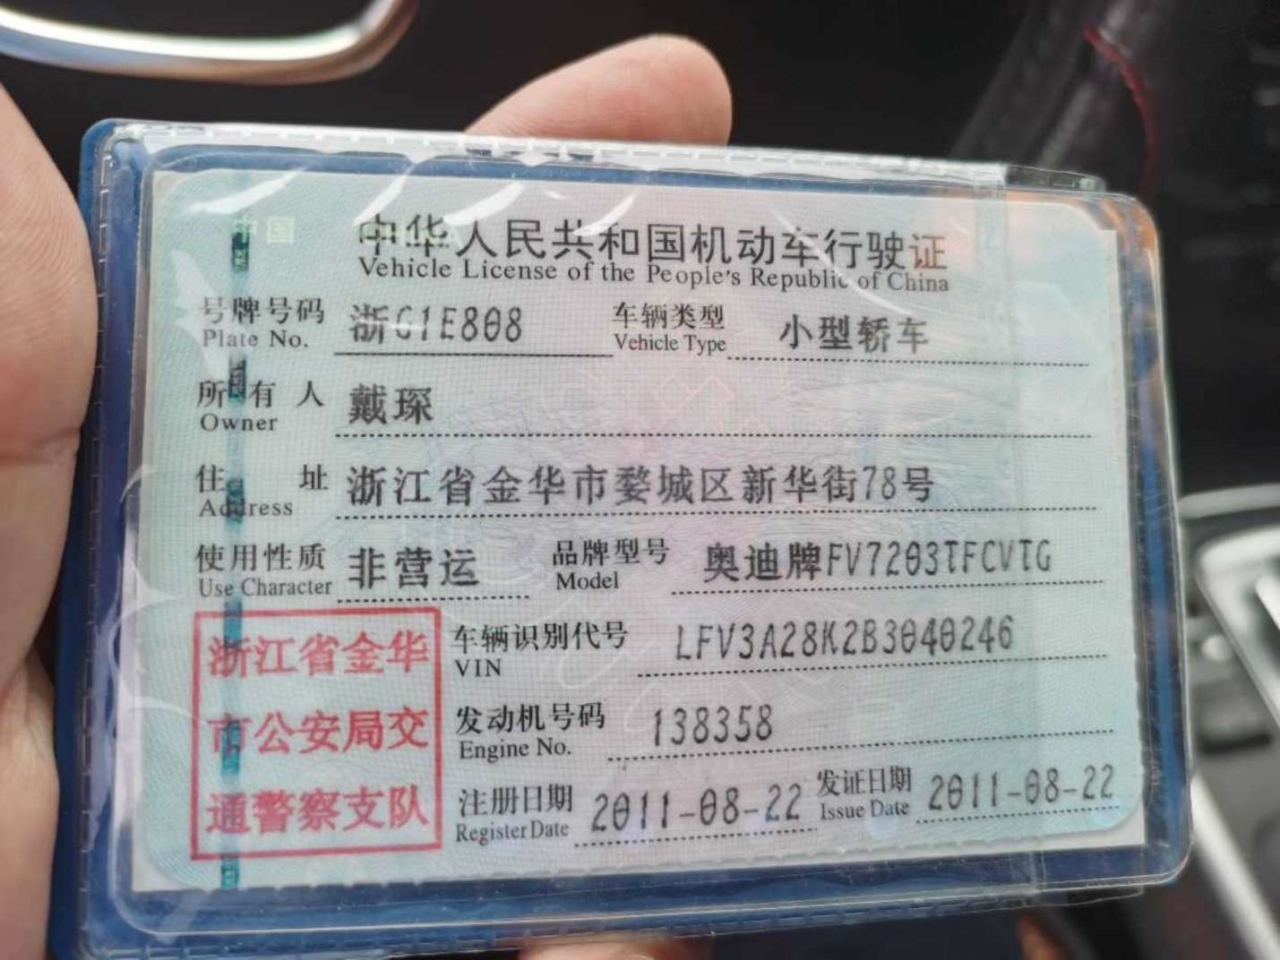 中国
中华人民共和国机动车行驶证
Vehicle License of the People's Republic of China
号牌号码 浙G1E808 车辆类型 小型轿车
Plate No. Vehicle Type
所有人 戴琛
Owner
住址 浙江省金华市婺城区新华街78号
Address
使用性质 非营运 品牌型号 奥迪牌FV7203TFCVTG
Use Character Model
浙江省金华 车辆识别代号 LFV3A28K2B3040246
VIN
市公安局交 发动机号码 138358
Engine No.
通警察支队 注册日期 2011-08-22 发证日期 2011-08-22
Register Date Issue Date